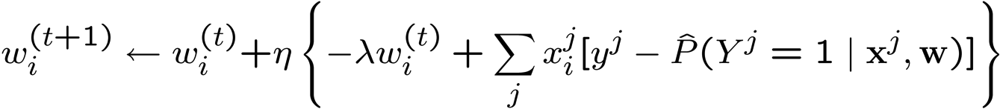 w_i^{(t+1)} ← w_i^{(t)} + η { −λw_i^{(t)} + ∑_j x_i^j [y^j − P̂(Y^j = 1 | x^j, w)] }